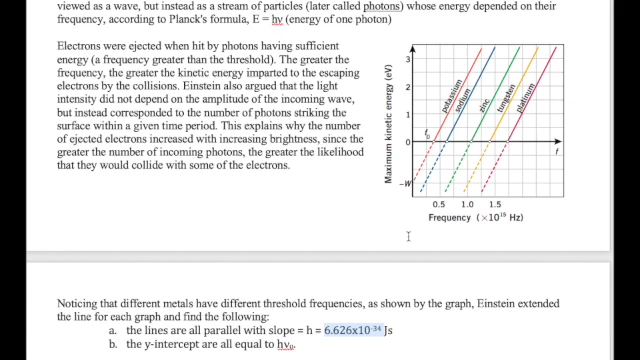 viewed as a wave, but instead as a stream of particles (later called photons) whose energy depended on their
frequency, according to Planck's formula, E = hν (energy of one photon)
Electrons were ejected when hit by photons having sufficient
energy (a frequency greater than the threshold). The greater
the frequency, the greater the kinetic energy imparted to the escaping
electrons by the collisions. Einstein also argued that the light
intensity did not depend on the amplitude of the incoming wave,
but instead corresponded to the number of photons striking the
surface within a given time period. This explains why the number
of ejected electrons increased with increasing brightness, since the
greater the number of incoming photons, the greater the likelihood
that they would collide with some of the electrons.
Maximum kinetic energy (eV)
3
2
1
0
−W
potassium
sodium
zinc
tungsten
platinum
f₀
f
0.5 1.0 1.5
Frequency (×10¹⁵ Hz)
Noticing that different metals have different threshold frequencies, as shown by the graph, Einstein extended
the line for each graph and find the following:
a. the lines are all parallel with slope = h = 6.626x10⁻³⁴ Js
b. the y-intercept are all equal to hν₀.